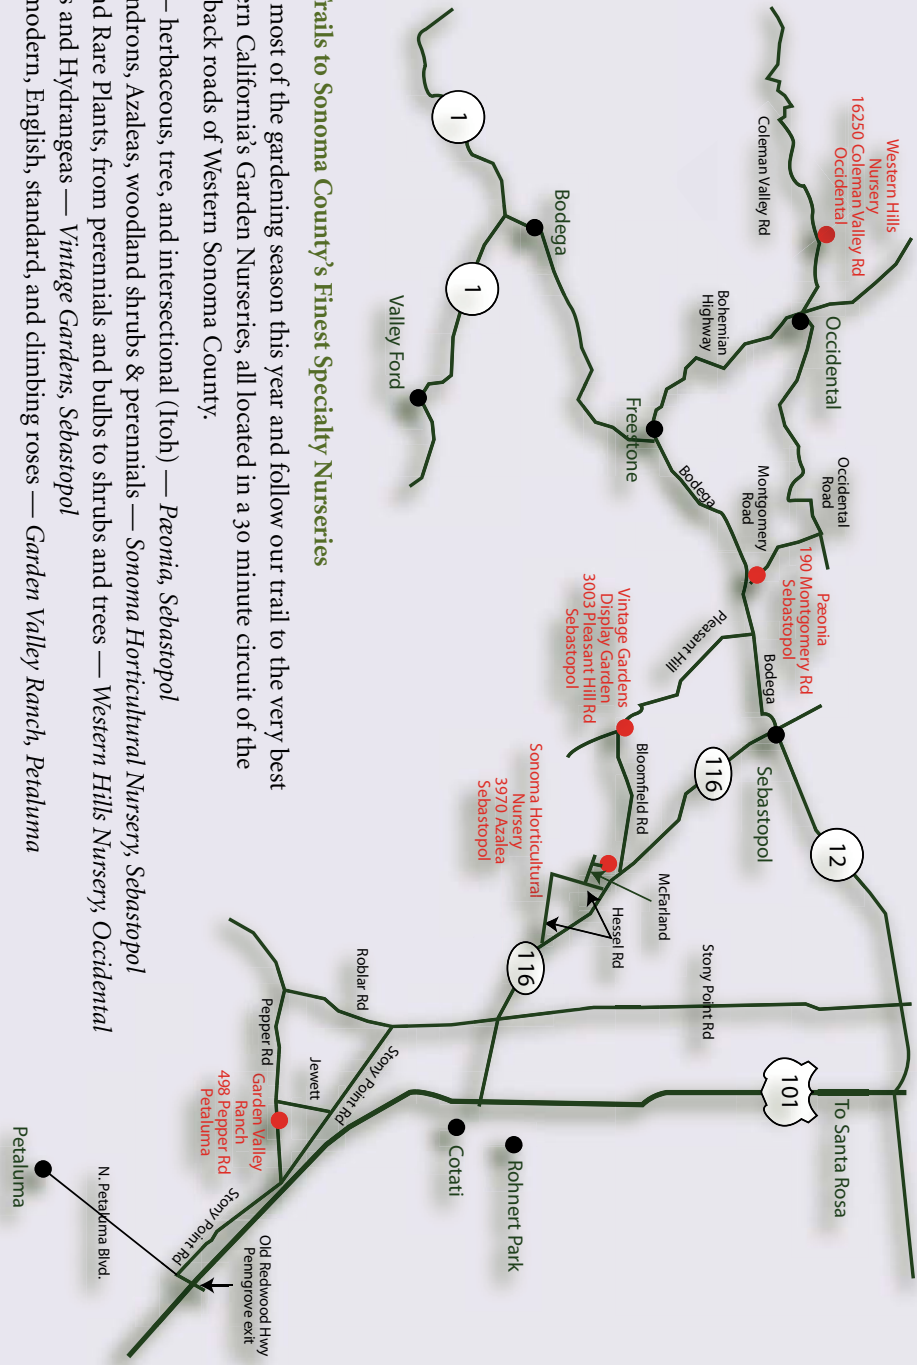 Western Hills
Nursery
16250 Coleman Valley Rd
Occidental
Coleman Valley Rd
Occidental
Occidental
Road
Bohemian
Highway
Montgomery
Road
Pæonia
190 Montgomery Rd
Sebastopol
Bodega
Freestone
Bodega
Bodega
Pleasant Hill
Sebastopol
12
116
101
To Santa Rosa
1
1
Valley Ford
Vintage Gardens
Display Garden
3003 Pleasant Hill Rd
Sebastopol
Bloomfield Rd
McFarland
Hessel Rd
Sonoma Horticultural
Nursery
3970 Azalea
Sebastopol
116
Stony Point Rd
Rohnert Park
Cotati
Roblar Rd
Stony Point Rd
Jewett
Pepper Rd
Garden Valley
Ranch
498 Pepper Rd
Petaluma
Stony Point Rd
Old Redwood Hwy
Penngrove exit
N. Petaluma Blvd.
Petaluma
Trails to Sonoma County's Finest Specialty Nurseries
most of the gardening season this year and follow our trail to the very best
ern California's Garden Nurseries, all located in a 30 minute circuit of the
back roads of Western Sonoma County.
— herbaceous, tree, and intersectional (Itoh) — Pæonia, Sebastopol
ndrons, Azaleas, woodland shrubs & perennials — Sonoma Horticultural Nursery, Sebastopol
nd Rare Plants, from perennials and bulbs to shrubs and trees — Western Hills Nursery, Occidental
s and Hydrangeas — Vintage Gardens, Sebastopol
modern, English, standard, and climbing roses — Garden Valley Ranch, Petaluma